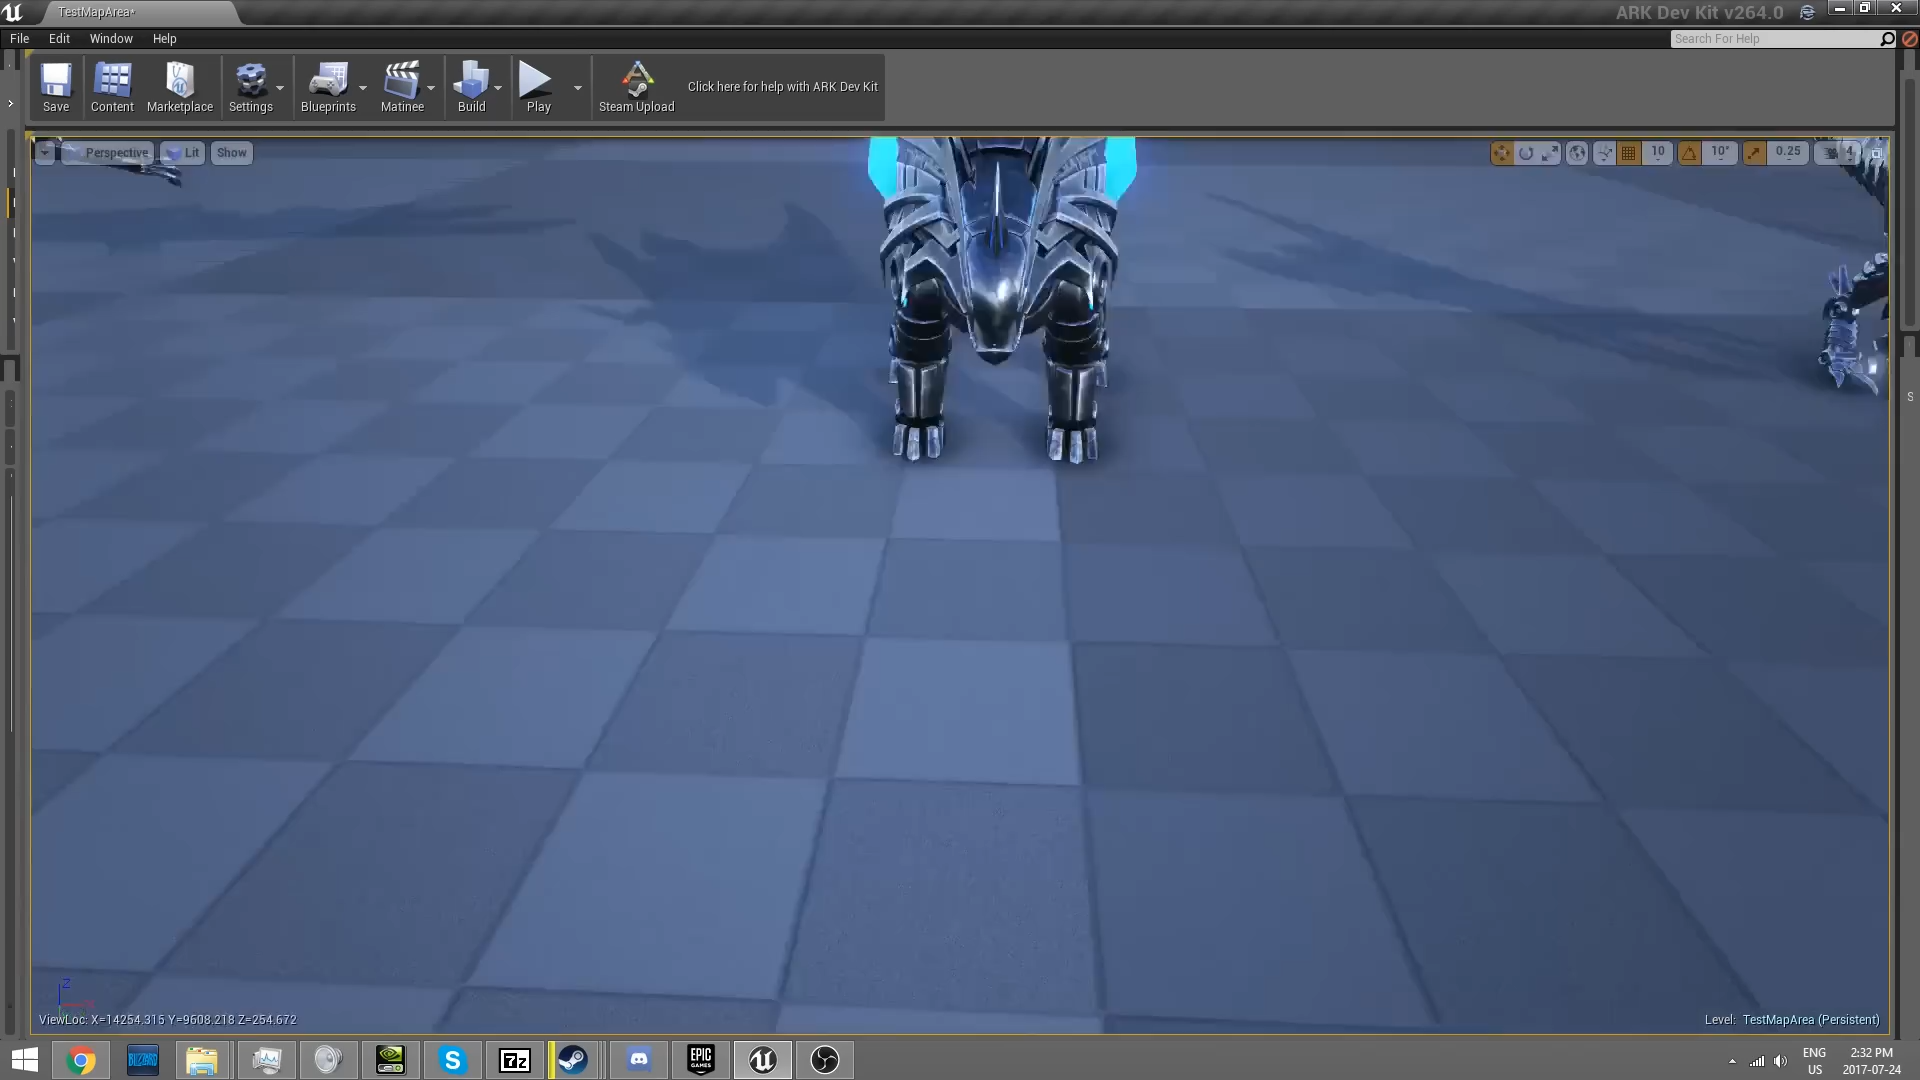 TestMapArea*
ARK Dev Kit v264.0
File Edit Window Help
Search For Help
Save Content Marketplace Settings Blueprints Matinee Build Play Steam Upload
Click here for help with ARK Dev Kit
Perspective Lit Show
10 10° 0.25 4
S
Z
ViewLoc: X=14254.315 Y=9608.218 Z=254.672
Level: TestMapArea (Persistent)
BLIZZARD
7z
EPIC GAMES
ENG 2:32 PM
US 2017-07-24